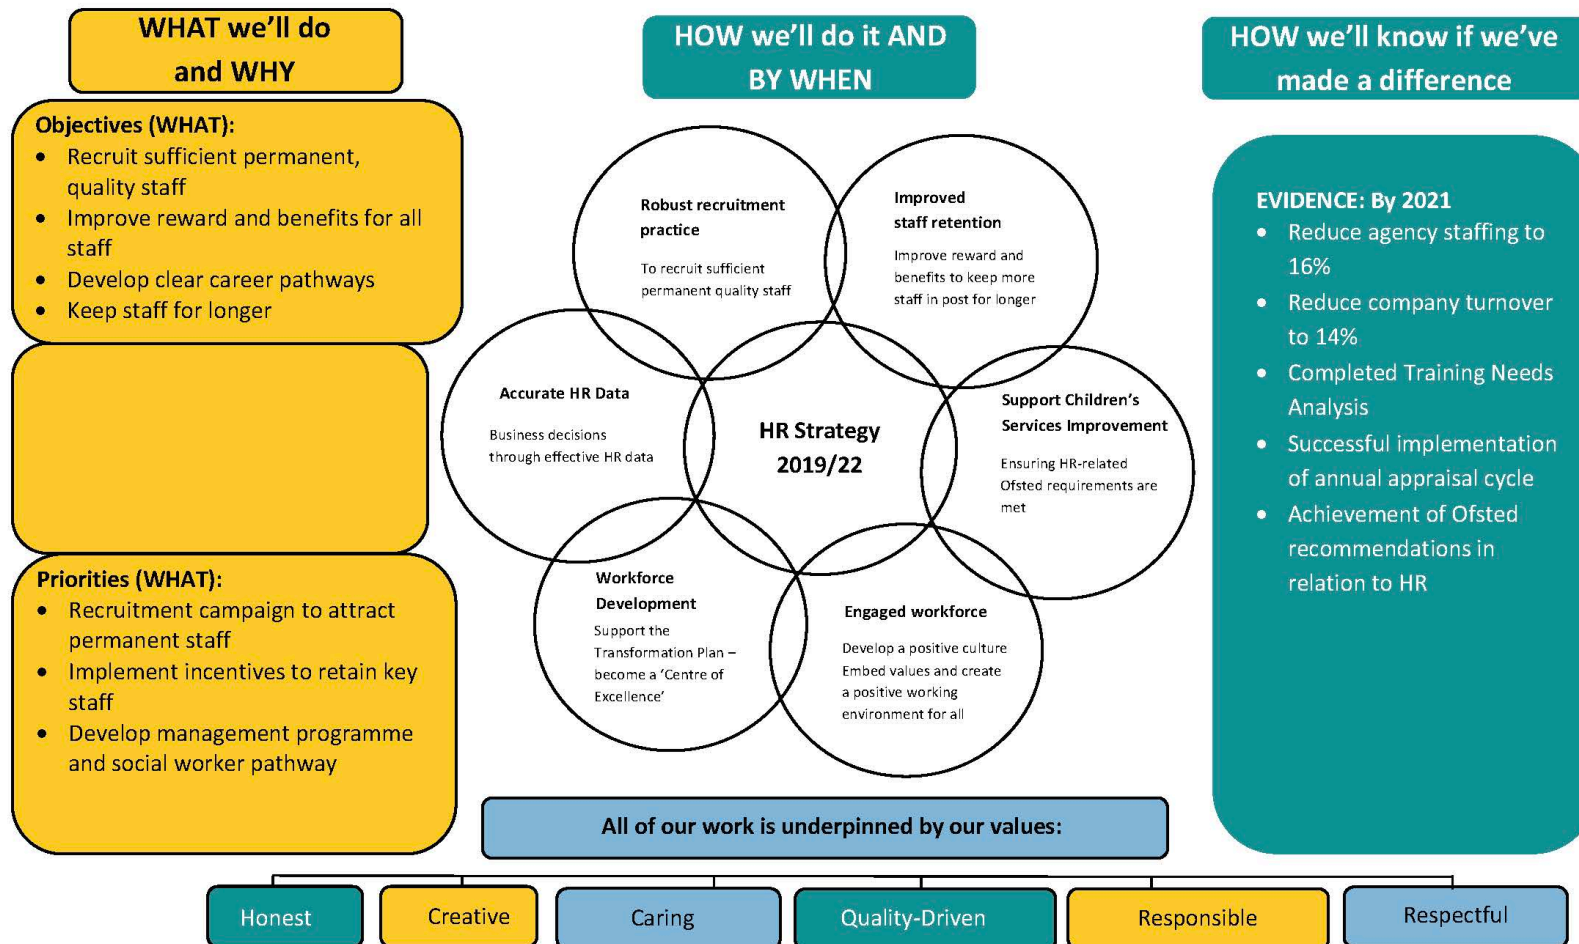 WHAT we’ll do
and WHY
Objectives (WHAT):
• Recruit sufficient permanent,
quality staff
• Improve reward and benefits for all
staff
• Develop clear career pathways
• Keep staff for longer
Priorities (WHAT):
• Recruitment campaign to attract
permanent staff
• Implement incentives to retain key
staff
• Develop management programme
and social worker pathway
HOW we’ll do it AND
BY WHEN
Robust recruitment
practice
To recruit sufficient
permanent quality staff
Improved
staff retention
Improve reward and
benefits to keep more
staff in post for longer
Accurate HR Data
Business decisions
through effective HR data
HR Strategy
2019/22
Support Children’s
Services Improvement
Ensuring HR-related
Ofsted requirements are
met
Workforce
Development
Support the
Transformation Plan –
become a ‘Centre of
Excellence’
Engaged workforce
Develop a positive culture
Embed values and create
a positive working
environment for all
HOW we’ll know if we’ve
made a difference
EVIDENCE: By 2021
• Reduce agency staffing to
16%
• Reduce company turnover
to 14%
• Completed Training Needs
Analysis
• Successful implementation
of annual appraisal cycle
• Achievement of Ofsted
recommendations in
relation to HR
All of our work is underpinned by our values:
Honest
Creative
Caring
Quality-Driven
Responsible
Respectful